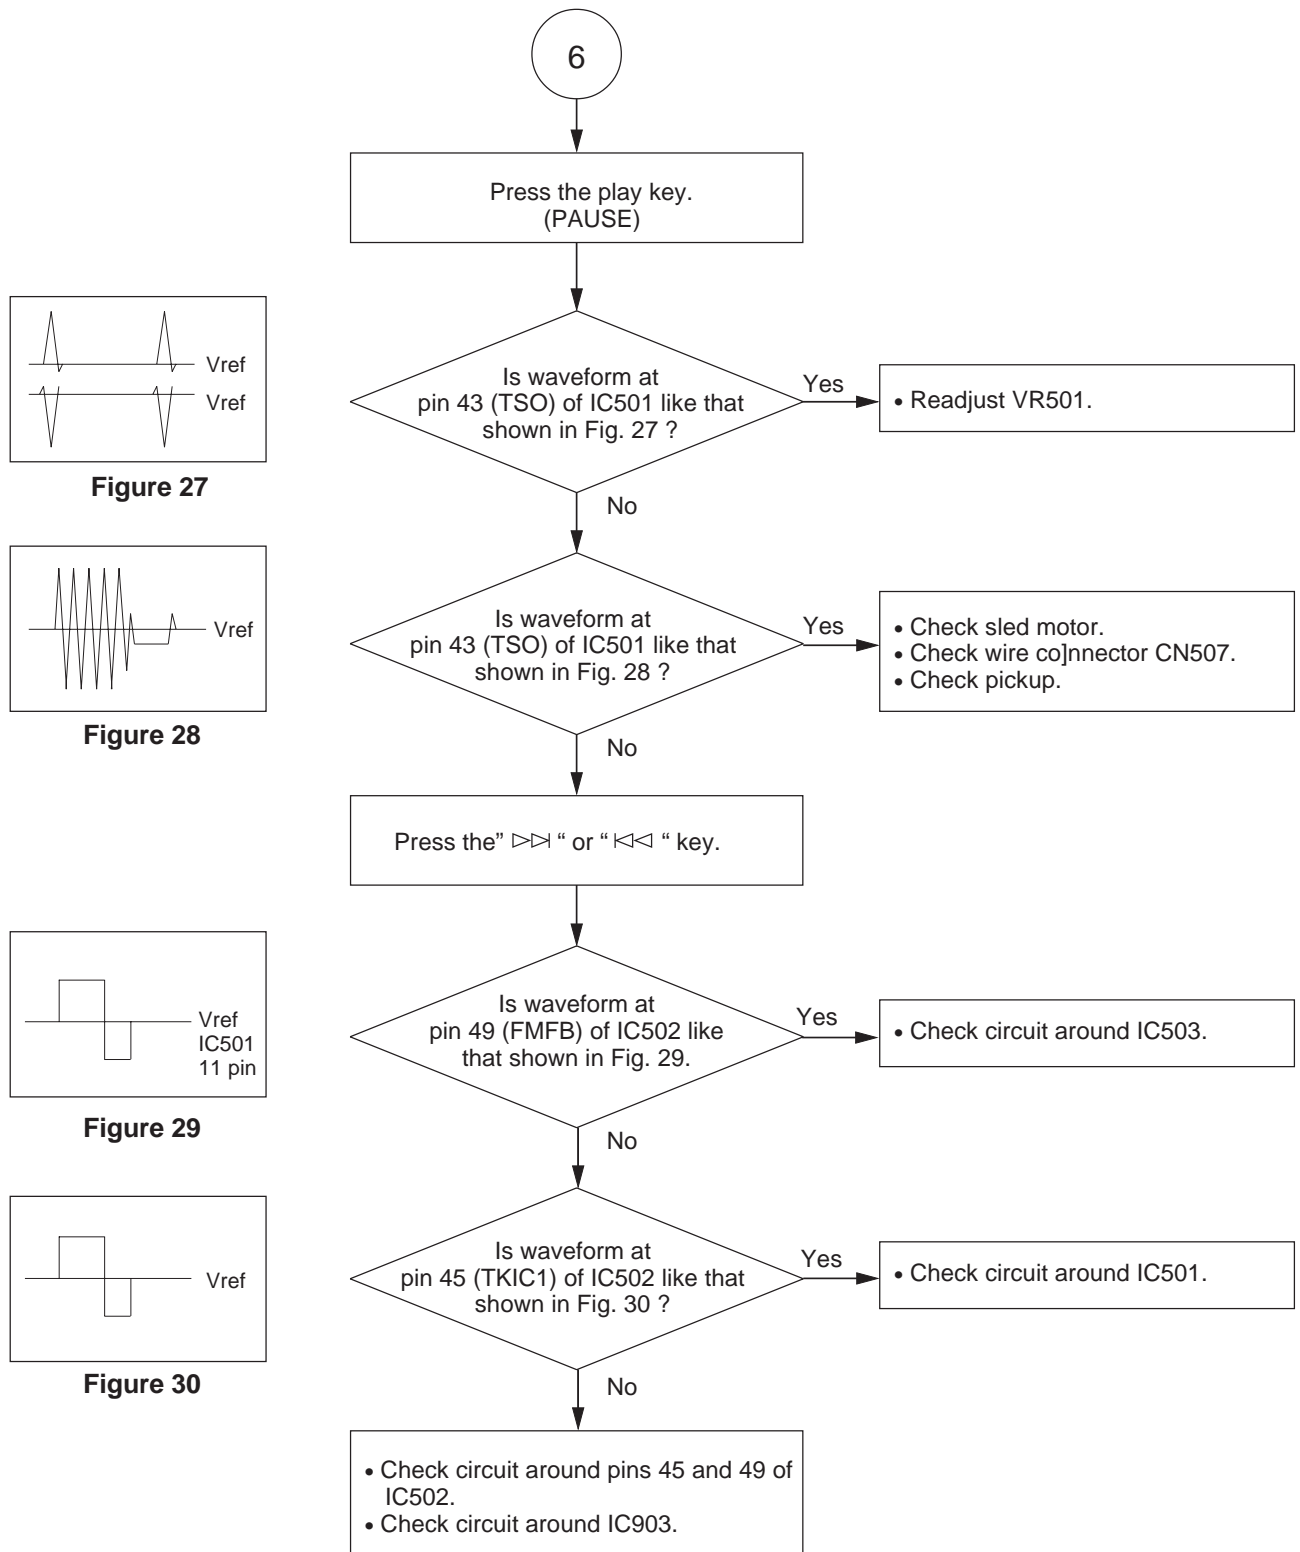 6
Press the play key.
(PAUSE)
Vref
Vref
Figure 27
Is waveform at
pin 43 (TSO) of IC501 like that
shown in Fig. 27 ?
Yes
• Readjust VR501.
No
Vref
Figure 28
Is waveform at
pin 43 (TSO) of IC501 like that
shown in Fig. 28 ?
Yes
• Check sled motor.
• Check wire co]nnector CN507.
• Check pickup.
No
Press the” ▷▷| “ or “ |◁◁ “ key.
Vref
IC501
11 pin
Figure 29
Is waveform at
pin 49 (FMFB) of IC502 like
that shown in Fig. 29.
Yes
• Check circuit around IC503.
No
Vref
Figure 30
Is waveform at
pin 45 (TKIC1) of IC502 like that
shown in Fig. 30 ?
Yes
• Check circuit around IC501.
No
• Check circuit around pins 45 and 49 of
IC502.
• Check circuit around IC903.